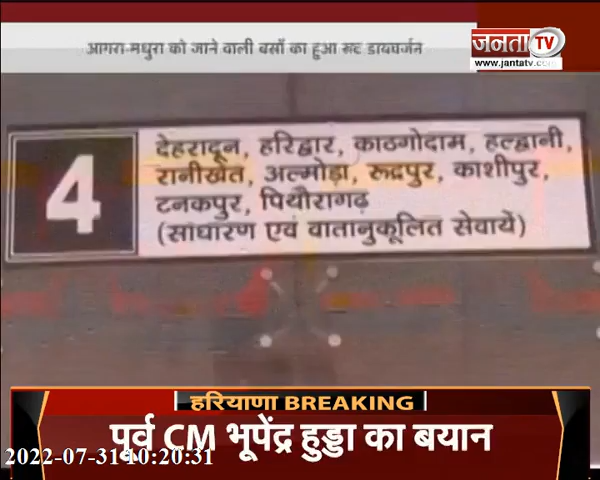 आगरा-मथुरा को जाने वाली बसों का हुआ रूट डायवर्जन
जनता TV
www.jantatv.com
4
देहरादून, हरिद्वार, काठगोदाम, हल्द्वानी,
रानीखेत, अल्मोड़ा, रूद्रपुर, काशीपुर,
टनकपुर, पिथौरागढ़
(साधारण एवं वातानुकूलित सेवायें)
हरियाणा BREAKING
पूर्व CM भूपेंद्र हुड्डा का बयान
2022-07-31 10:20:31